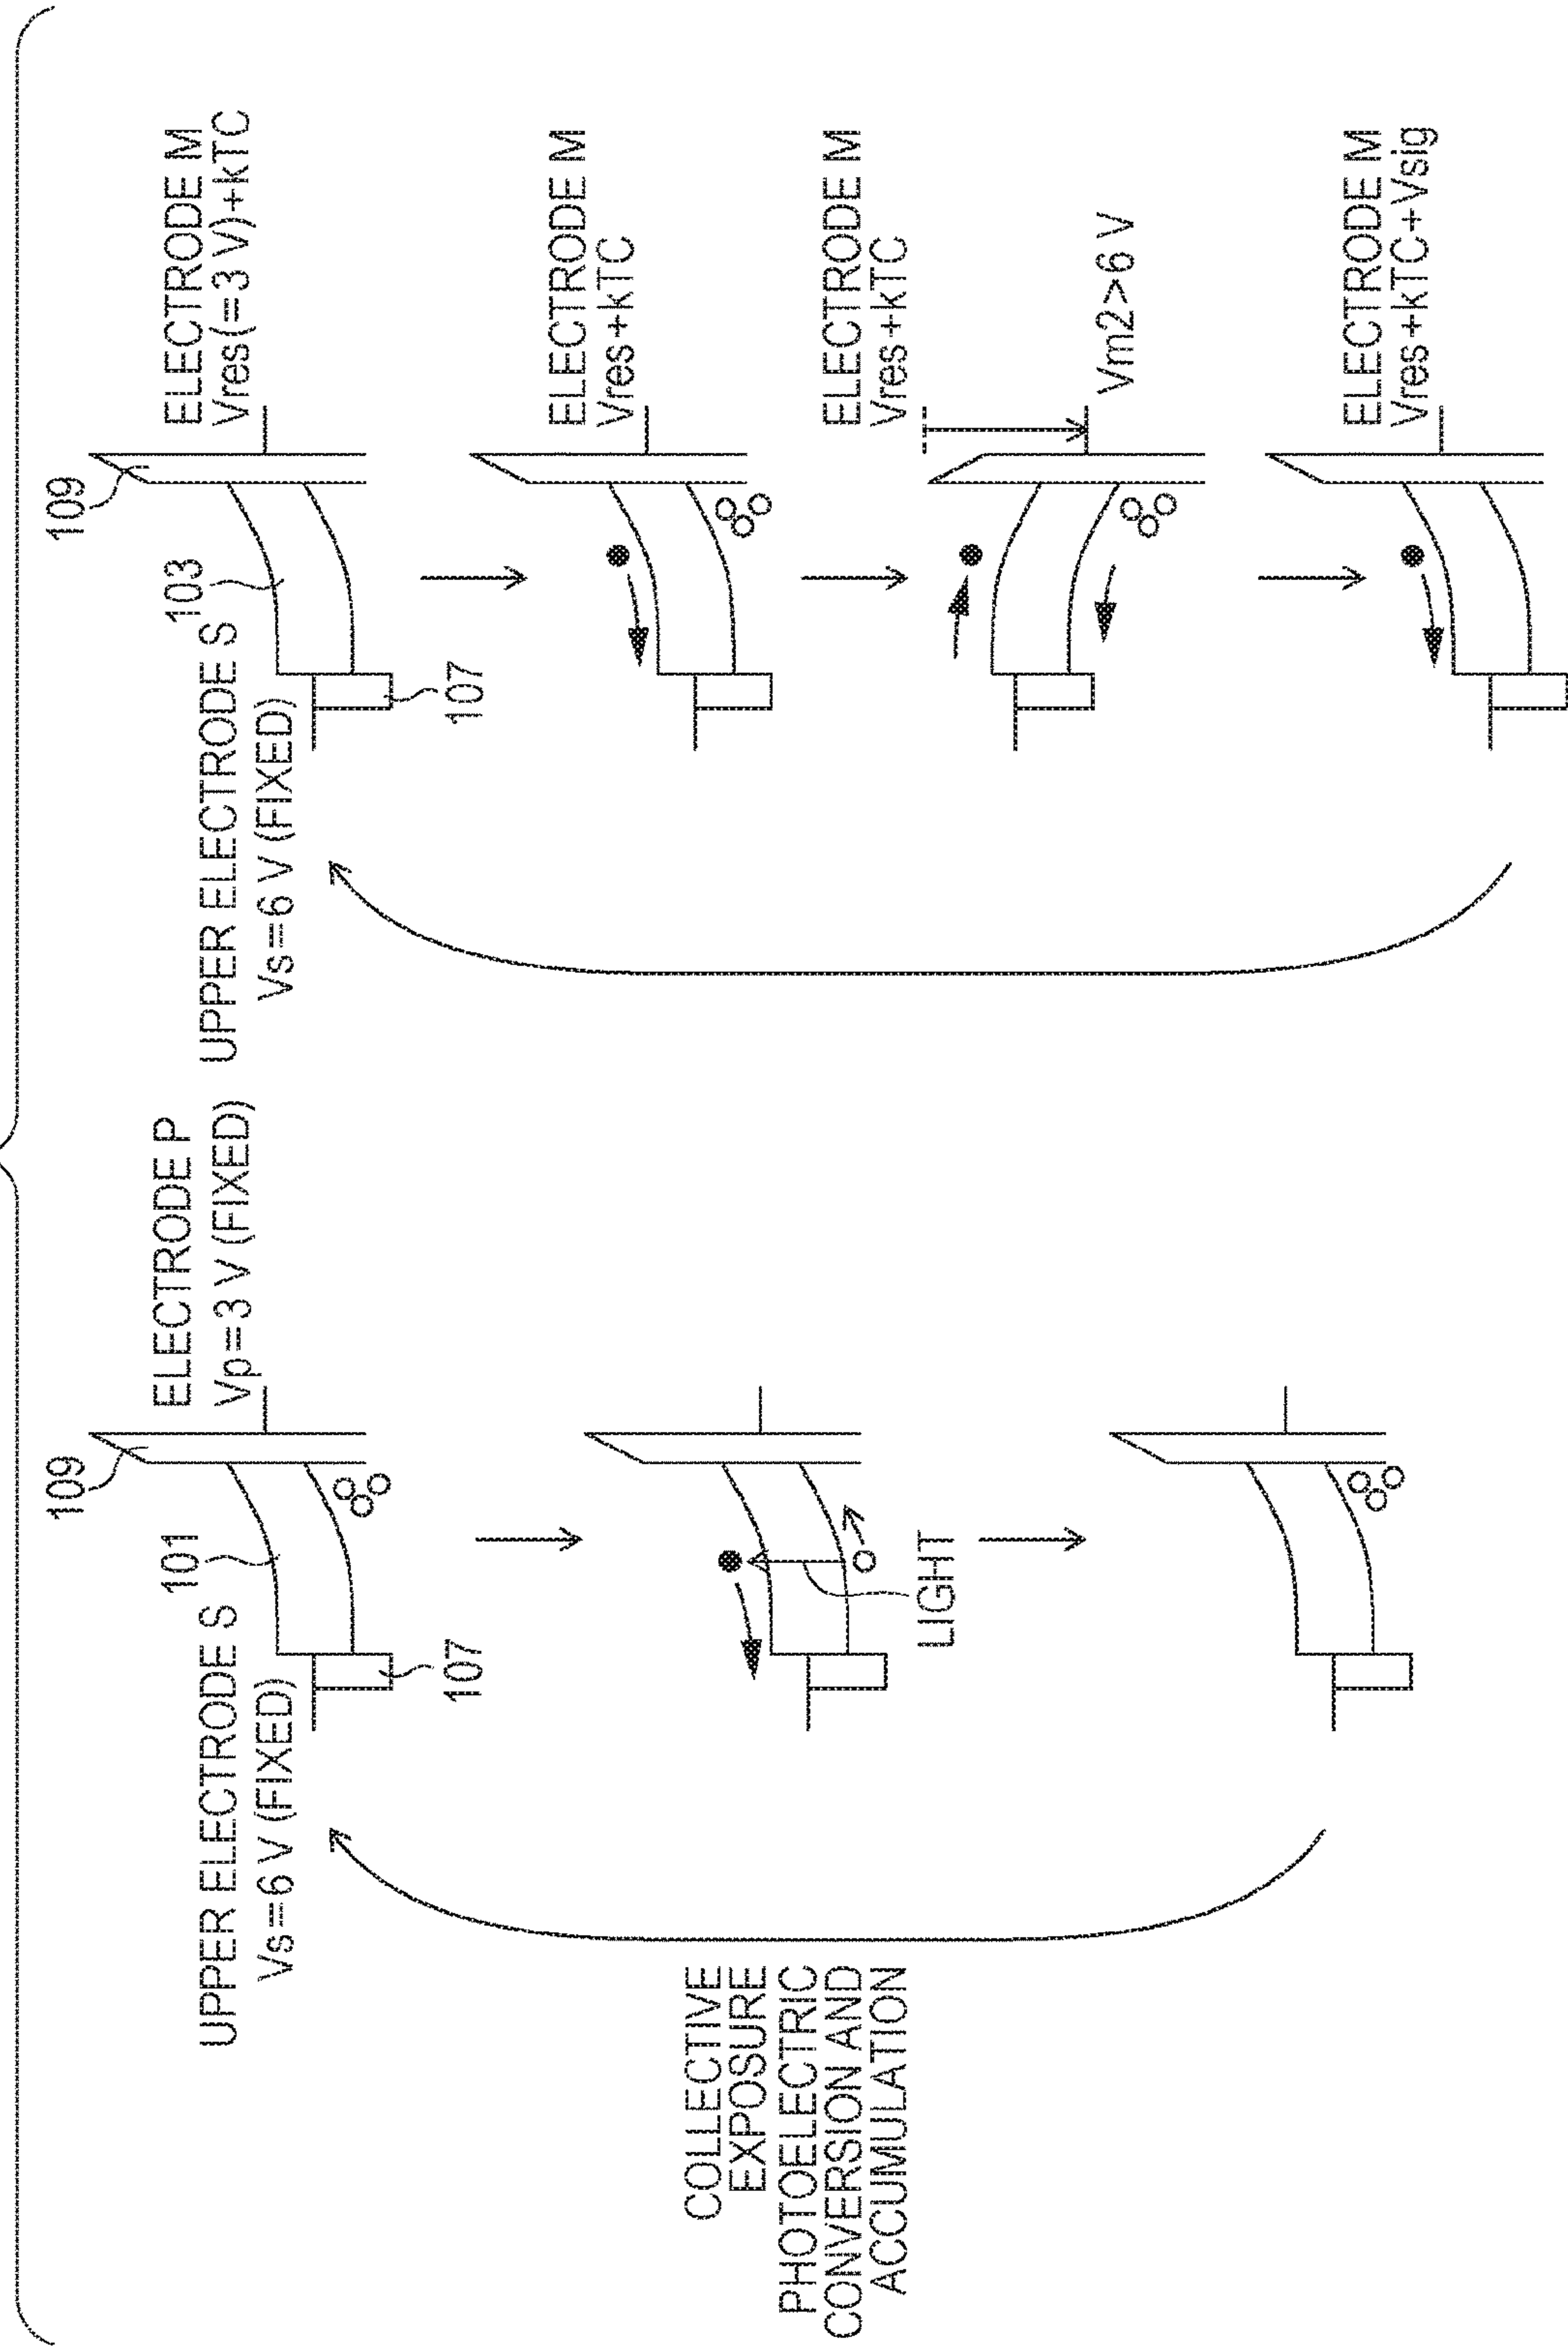 UPPER ELECTRODE S
Vs=6 V (FIXED)
101
109
ELECTRODE P
Vp=3 V (FIXED)
107
COLLECTIVE
EXPOSURE
PHOTOELECTRIC
CONVERSION AND
ACCUMULATION
LIGHT
UPPER ELECTRODE S
Vs=6 V (FIXED)
103
109
ELECTRODE M
Vres(=3 V)+kTC
107
ELECTRODE M
Vres+kTC
ELECTRODE M
Vres+kTC
Vm2>6 V
ELECTRODE M
Vres+kTC+Vsig